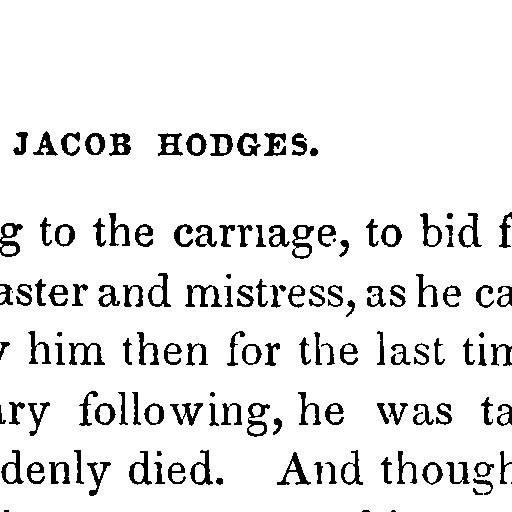 JACOB HODGES.
g to the carriage, to bid f
aster and mistress, as he ca
y him then for the last tim
ary following, he was ta
denly died. And though